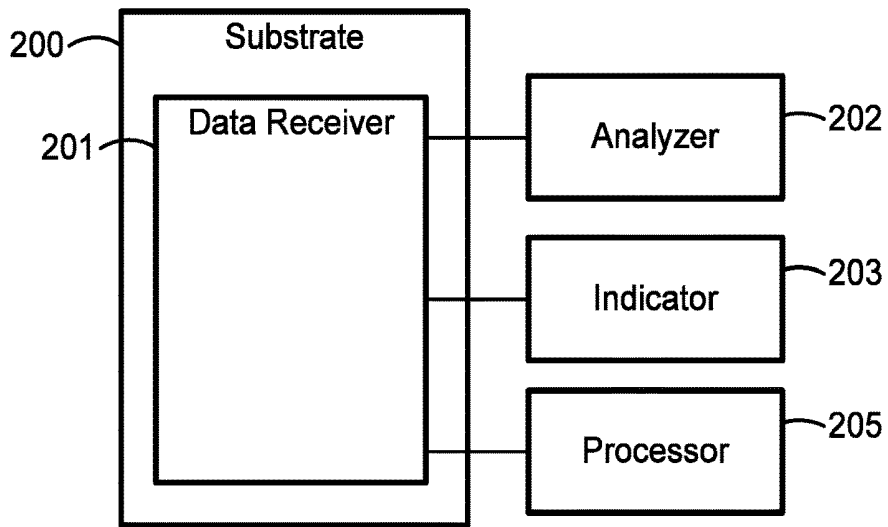 200
Substrate
201
Data Receiver
Analyzer
202
Indicator
203
Processor
205